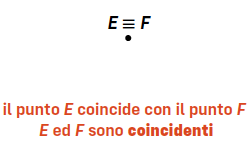 E ≡ F
il punto E coincide con il punto F
E ed F sono coincidenti